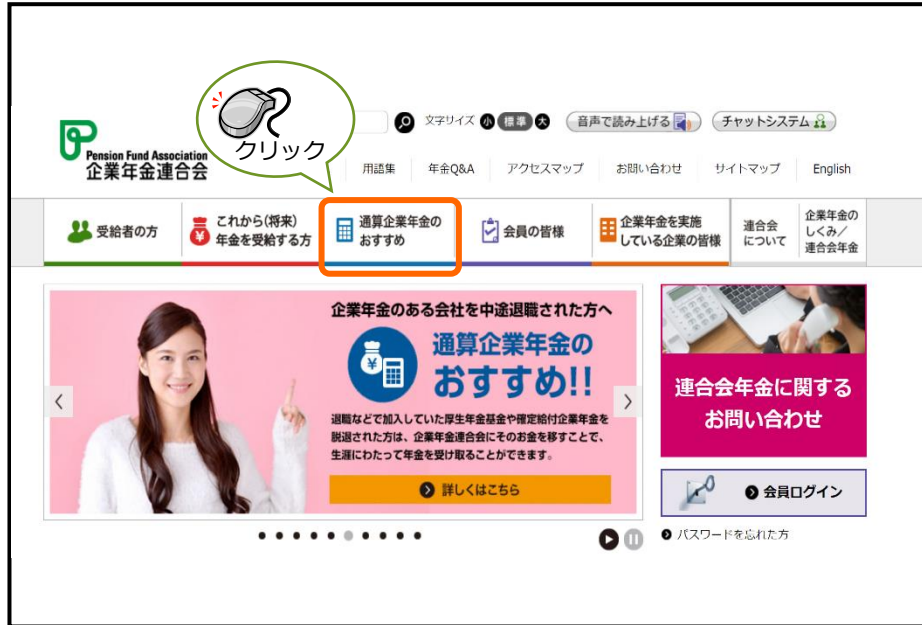 クリック
文字サイズ 小 標準 大 音声で読み上げる チャットシステム
Pension Fund Association
企業年金連合会
用語集 年金Q&A アクセスマップ お問い合わせ サイトマップ English
受給者の方
これから(将来)
年金を受給する方
通算企業年金の
おすすめ
会員の皆様
企業年金を実施
している企業の皆様
連合会
について
企業年金の
しくみ／
連合会年金
企業年金のある会社を中途退職された方へ
通算企業年金の
おすすめ!!
退職などで加入していた厚生年金基金や確定給付企業年金を
脱退された方は、企業年金連合会にそのお金を移すことで、
生涯にわたって年金を受け取ることができます。
詳しくはこちら
連合会年金に関する
お問い合わせ
会員ログイン
パスワードを忘れた方